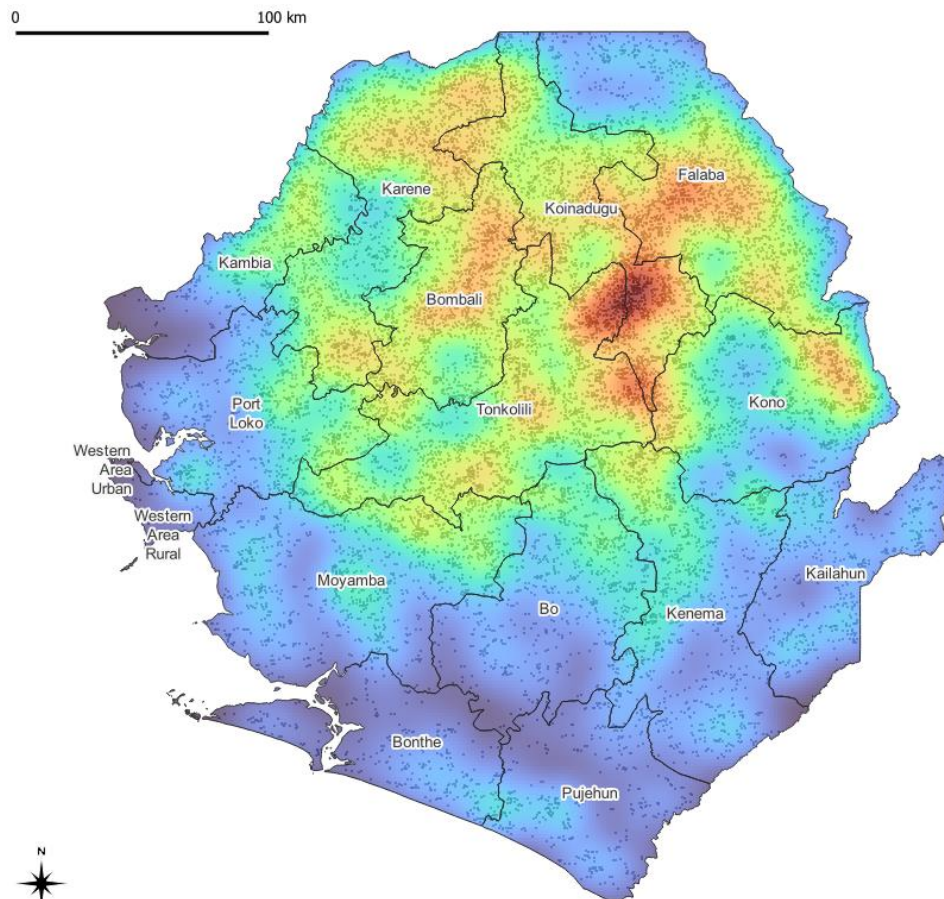 0 100 km
Falaba
Karene
Koinadugu
Kambia
Bombali
Port
Loko
Tonkolili
Kono
Western
Area
Urban
Western
Area
Rural
Moyamba
Bo
Kenema
Kailahun
Bonthe
Pujehun
N